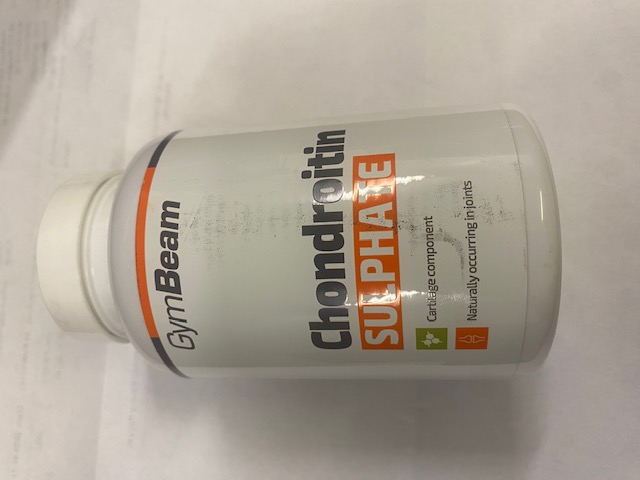 GymBeam
Chondroitin
SULPHATE
Cartilage component
Naturally occurring in joints